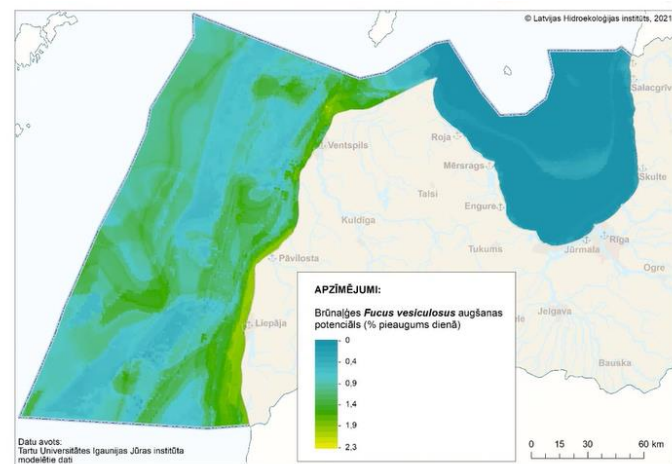 © Latvijas Hidroekoloģijas institūts, 2021
Salacgrīva
Roja
Ventspils
Mērsrags
Skulte
Talsi
Engure
Kuldīga
Rīga
Jūrmala
Tukums
Pāvilosta
Ogre
APZĪMĒJUMI:
Brūnaļģes Fucus vesiculosus augšanas
potenciāls (% pieaugums dienā)
0
0,4
0,9
1,4
2,3
Liepāja
Jelgava
Bauska
Datu avots:
Tartu Universitātes Igaunijas Jūras institūta
modelētie dati
0 15 30 60 km